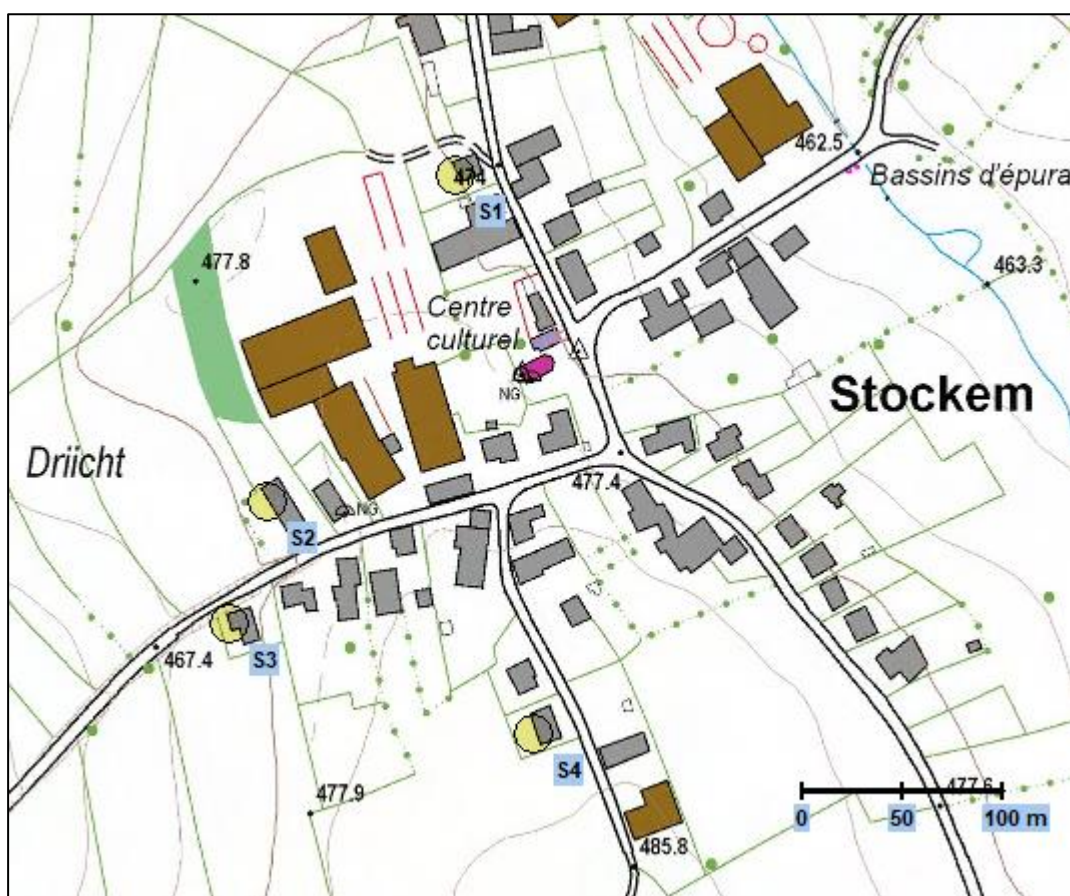 462.5
Bassins d'épura
474
S1
477.8
463.3
Centre
culturel
NG
Stockem
Driicht
477.4
NG
S2
S3
467.4
S4
477.9
477.6
0 50 100 m
485.8